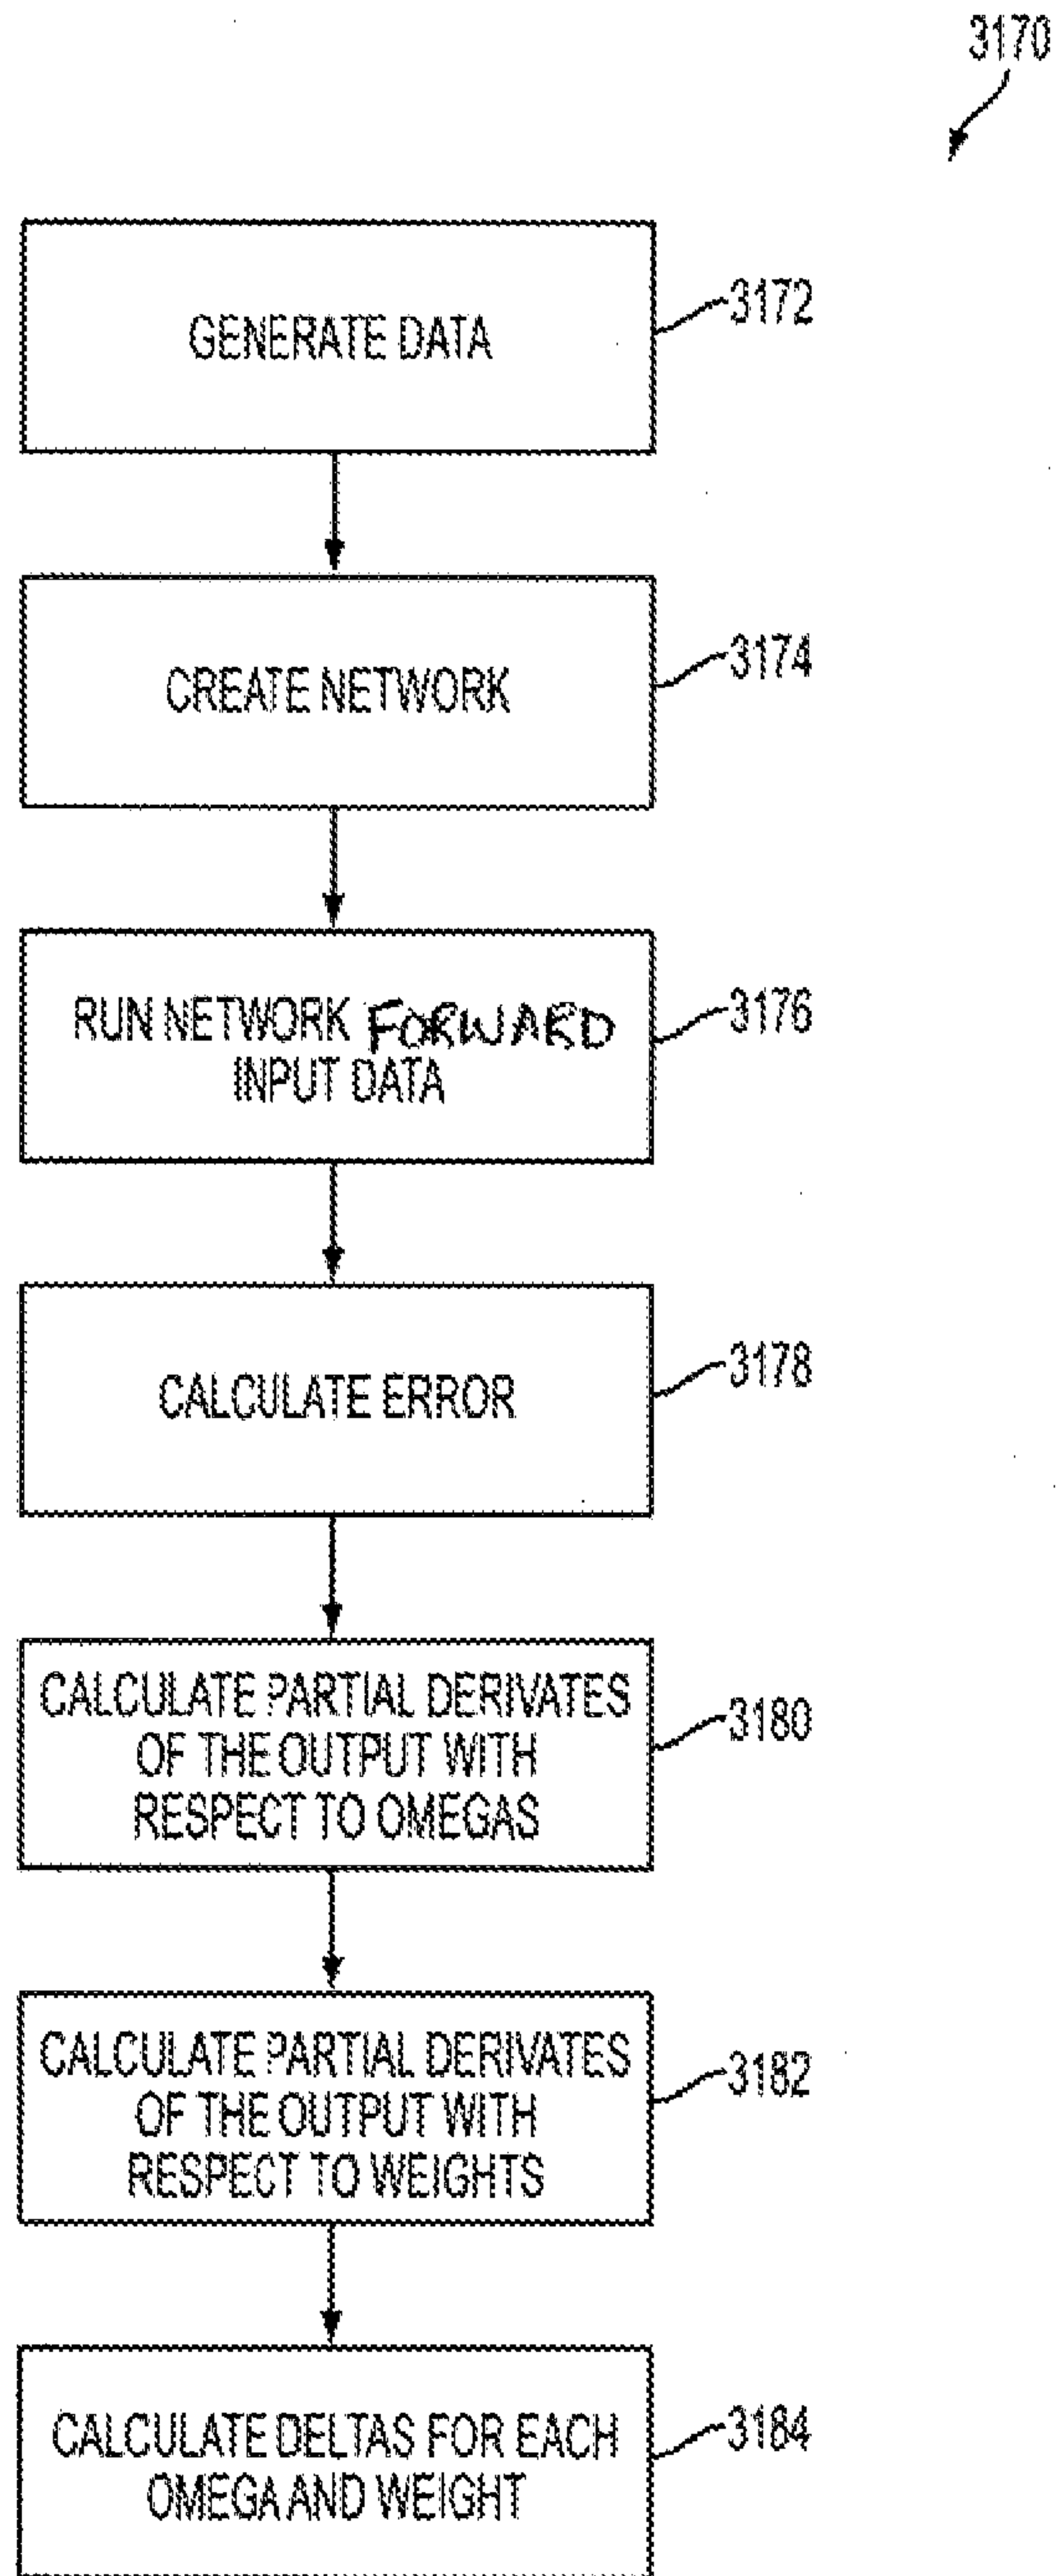 3170
GENERATE DATA
3172
CREATE NETWORK
3174
RUN NETWORK FORWARD
INPUT DATA
3176
CALCULATE ERROR
3178
CALCULATE PARTIAL DERIVATES
OF THE OUTPUT WITH
RESPECT TO OMEGAS
3180
CALCULATE PARTIAL DERIVATES
OF THE OUTPUT WITH
RESPECT TO WEIGHTS
3182
CALCULATE DELTAS FOR EACH
OMEGA AND WEIGHT
3184